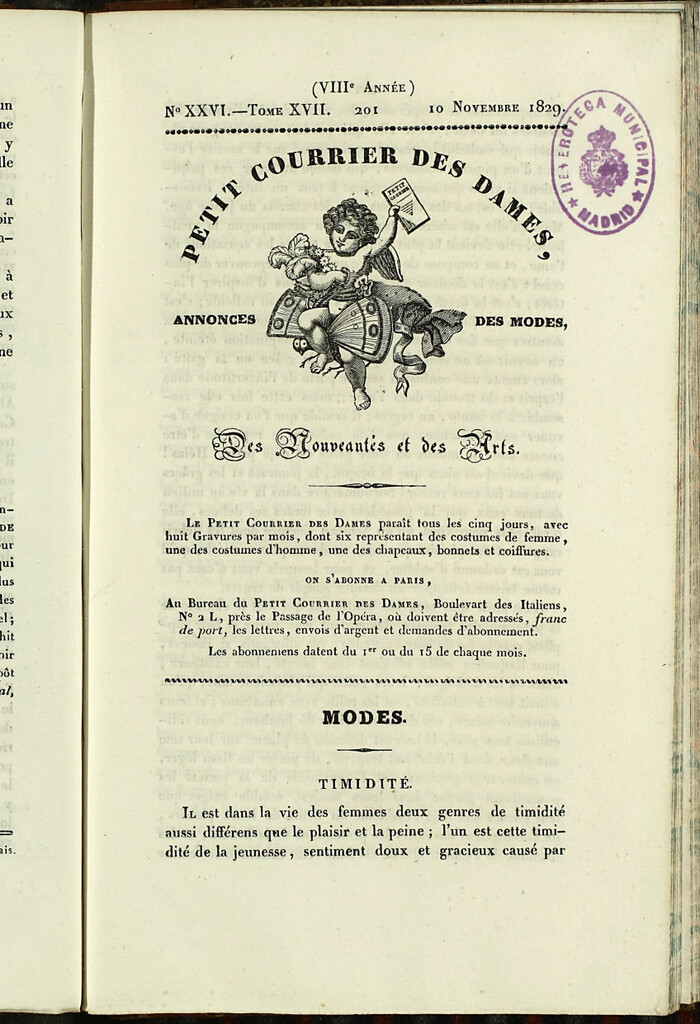 (VIIIe ANNÉE)
No XXVI.—TOME XVII. 201 10 NOVEMBRE 1829.
HEMEROTECA MUNICIPAL
MADRID
PETIT COURRIER DES DAMES,
PETIT
COURRIER
ANNONCES DES MODES,
Des Nouveautés et des Arts.
LE PETIT COURRIER DES DAMES paraît tous les cinq jours, avec
huit Gravures par mois, dont six représentant des costumes de femme,
une des costumes d'homme, une des chapeaux, bonnets et coiffures.
ON S'ABONNE A PARIS,
Au Bureau du PETIT COURRIER DES DAMES, Boulevart des Italiens,
No 2 L, près le Passage de l'Opéra, où doivent être adressés, franc
de port, les lettres, envois d'argent et demandes d'abonnement.
Les abonnemens datent du 1er ou du 15 de chaque mois.
MODES.
TIMIDITÉ.
IL est dans la vie des femmes deux genres de timidité
aussi différens que le plaisir et la peine ; l'un est cette timi-
dité de la jeunesse, sentiment doux et gracieux causé par